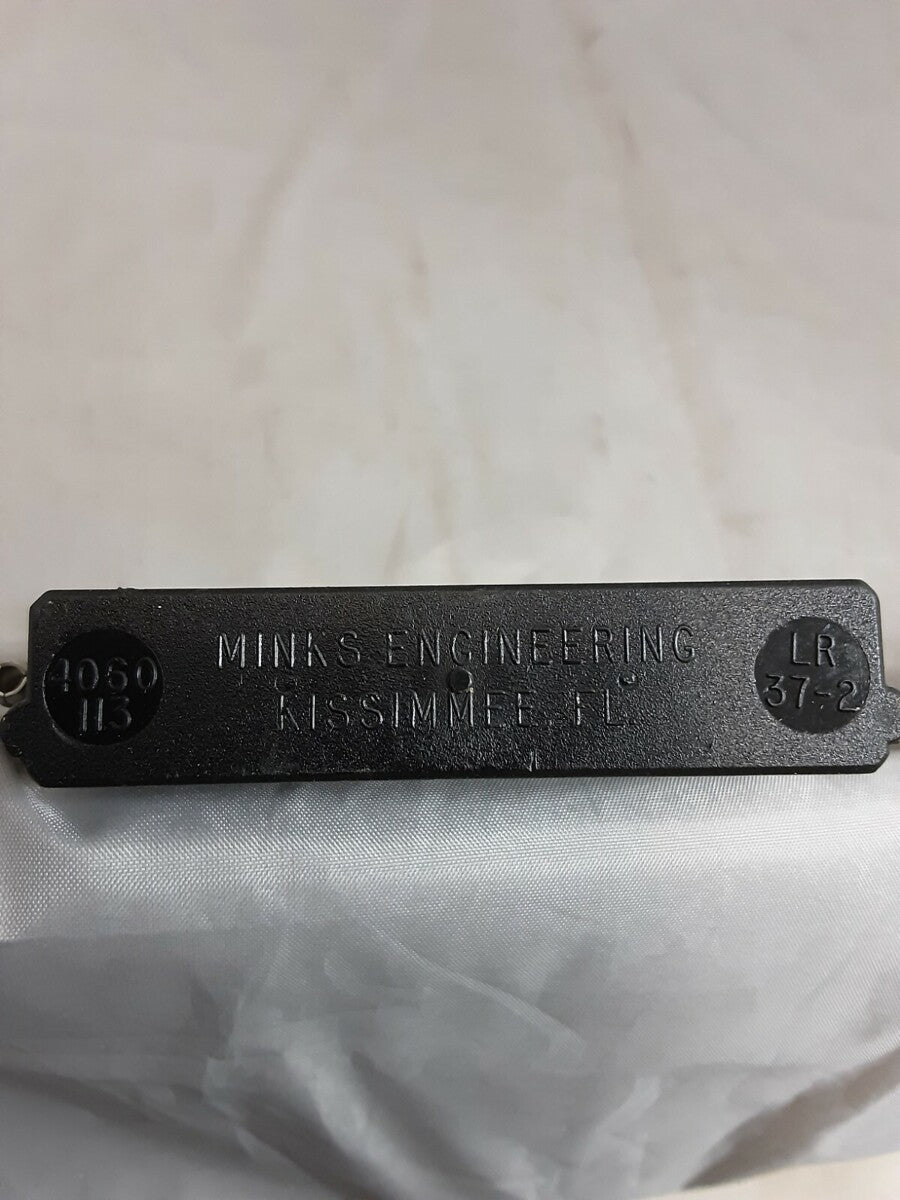 4060
113
MINKS ENGINEERING
KISSIMMEE, FL.
LR
37-2